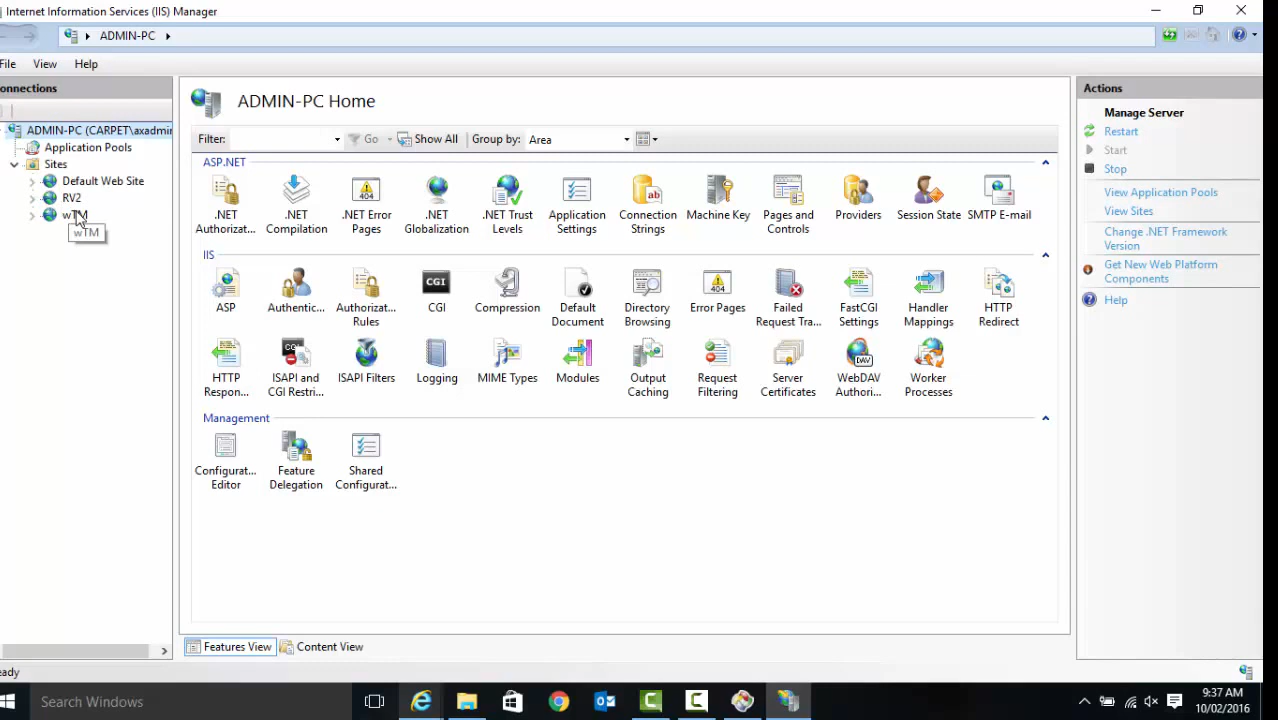 Internet Information Services (IIS) Manager
ADMIN-PC
File View Help
onnections
ADMIN-PC (CARPET\axadmin
Application Pools
Sites
Default Web Site
RV2
wTM
wTM
ADMIN-PC Home
Filter: Go Show All Group by: Area
ASP.NET
.NET Authorizat...
.NET Compilation
.NET Error Pages
.NET Globalization
.NET Trust Levels
Application Settings
Connection Strings
Machine Key
Pages and Controls
Providers
Session State
SMTP E-mail
IIS
ASP
Authentic...
Authorizat... Rules
CGI
Compression
Default Document
Directory Browsing
Error Pages
Failed Request Tra...
FastCGI Settings
Handler Mappings
HTTP Redirect
HTTP Respon...
ISAPI and CGI Restri...
ISAPI Filters
Logging
MIME Types
Modules
Output Caching
Request Filtering
Server Certificates
WebDAV Authori...
Worker Processes
Management
Configurat... Editor
Feature Delegation
Shared Configurat...
Features View Content View
Actions
Manage Server
Restart
Start
Stop
View Application Pools
View Sites
Change .NET Framework
Version
Get New Web Platform
Components
Help
eady
Search Windows
9:37 AM
10/02/2016